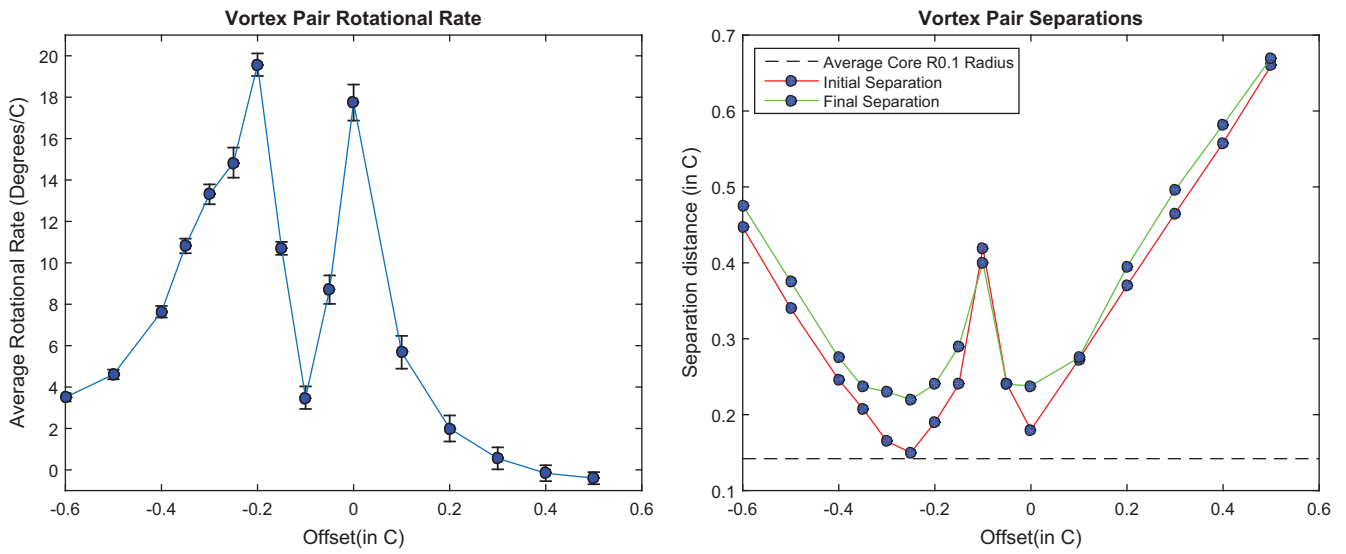 Vortex Pair Rotational Rate
Average Rotational Rate (Degrees/C)
20
18
16
14
12
10
8
6
4
2
0
-0.6 -0.4 -0.2 0 0.2 0.4 0.6
Offset(in C)
Vortex Pair Separations
Separation distance (in C)
0.7
0.6
0.5
0.4
0.3
0.2
0.1
Average Core R0.1 Radius
Initial Separation
Final Separation
-0.6 -0.4 -0.2 0 0.2 0.4 0.6
Offset(in C)